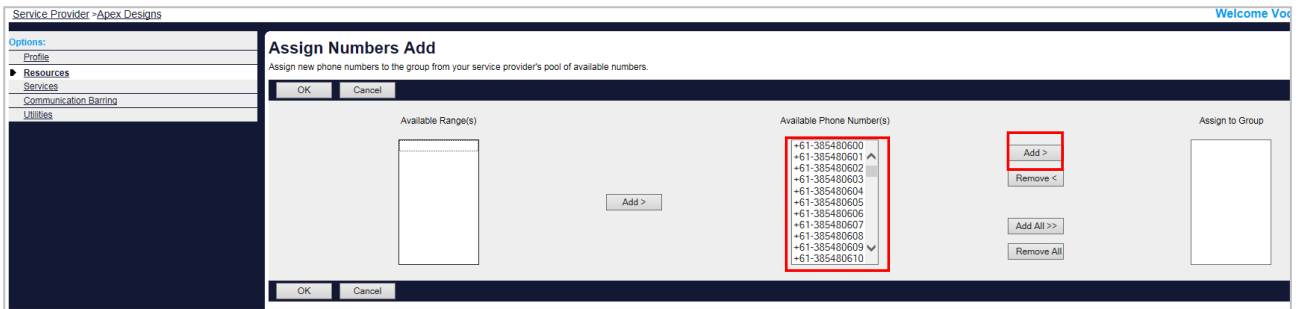 Service Provider >Apex Designs
Welcome Voc
Options:
Profile
Resources
Services
Communication Barring
Utilities
Assign Numbers Add
Assign new phone numbers to the group from your service provider's pool of available numbers.
OK Cancel
Available Range(s) Available Phone Number(s) Assign to Group
+61-385480600
+61-385480601
+61-385480602
+61-385480603
+61-385480604
+61-385480605
+61-385480606
+61-385480607
+61-385480608
+61-385480609
+61-385480610
Add >
Add >
Remove <
Add All >>
Remove All
OK Cancel